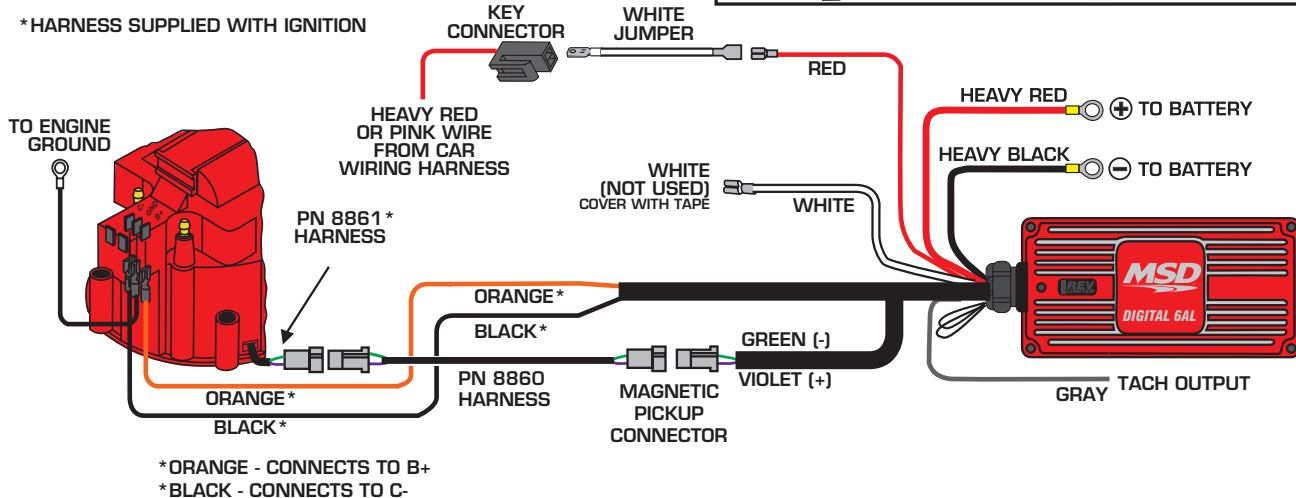 *HARNESS SUPPLIED WITH IGNITION
KEY
CONNECTOR
WHITE
JUMPER
RED
HEAVY RED
OR PINK WIRE
FROM CAR
WIRING HARNESS
HEAVY RED
+ TO BATTERY
HEAVY BLACK
- TO BATTERY
TO ENGINE
GROUND
C-
GND
B+
WHITE
(NOT USED)
COVER WITH TAPE
WHITE
PN 8861*
HARNESS
ORANGE*
BLACK*
MSD
REV
DIGITAL 6AL
GREEN (-)
VIOLET (+)
PN 8860
HARNESS
MAGNETIC
PICKUP
CONNECTOR
GRAY
TACH OUTPUT
ORANGE*
BLACK*
*ORANGE - CONNECTS TO B+
*BLACK - CONNECTS TO C-